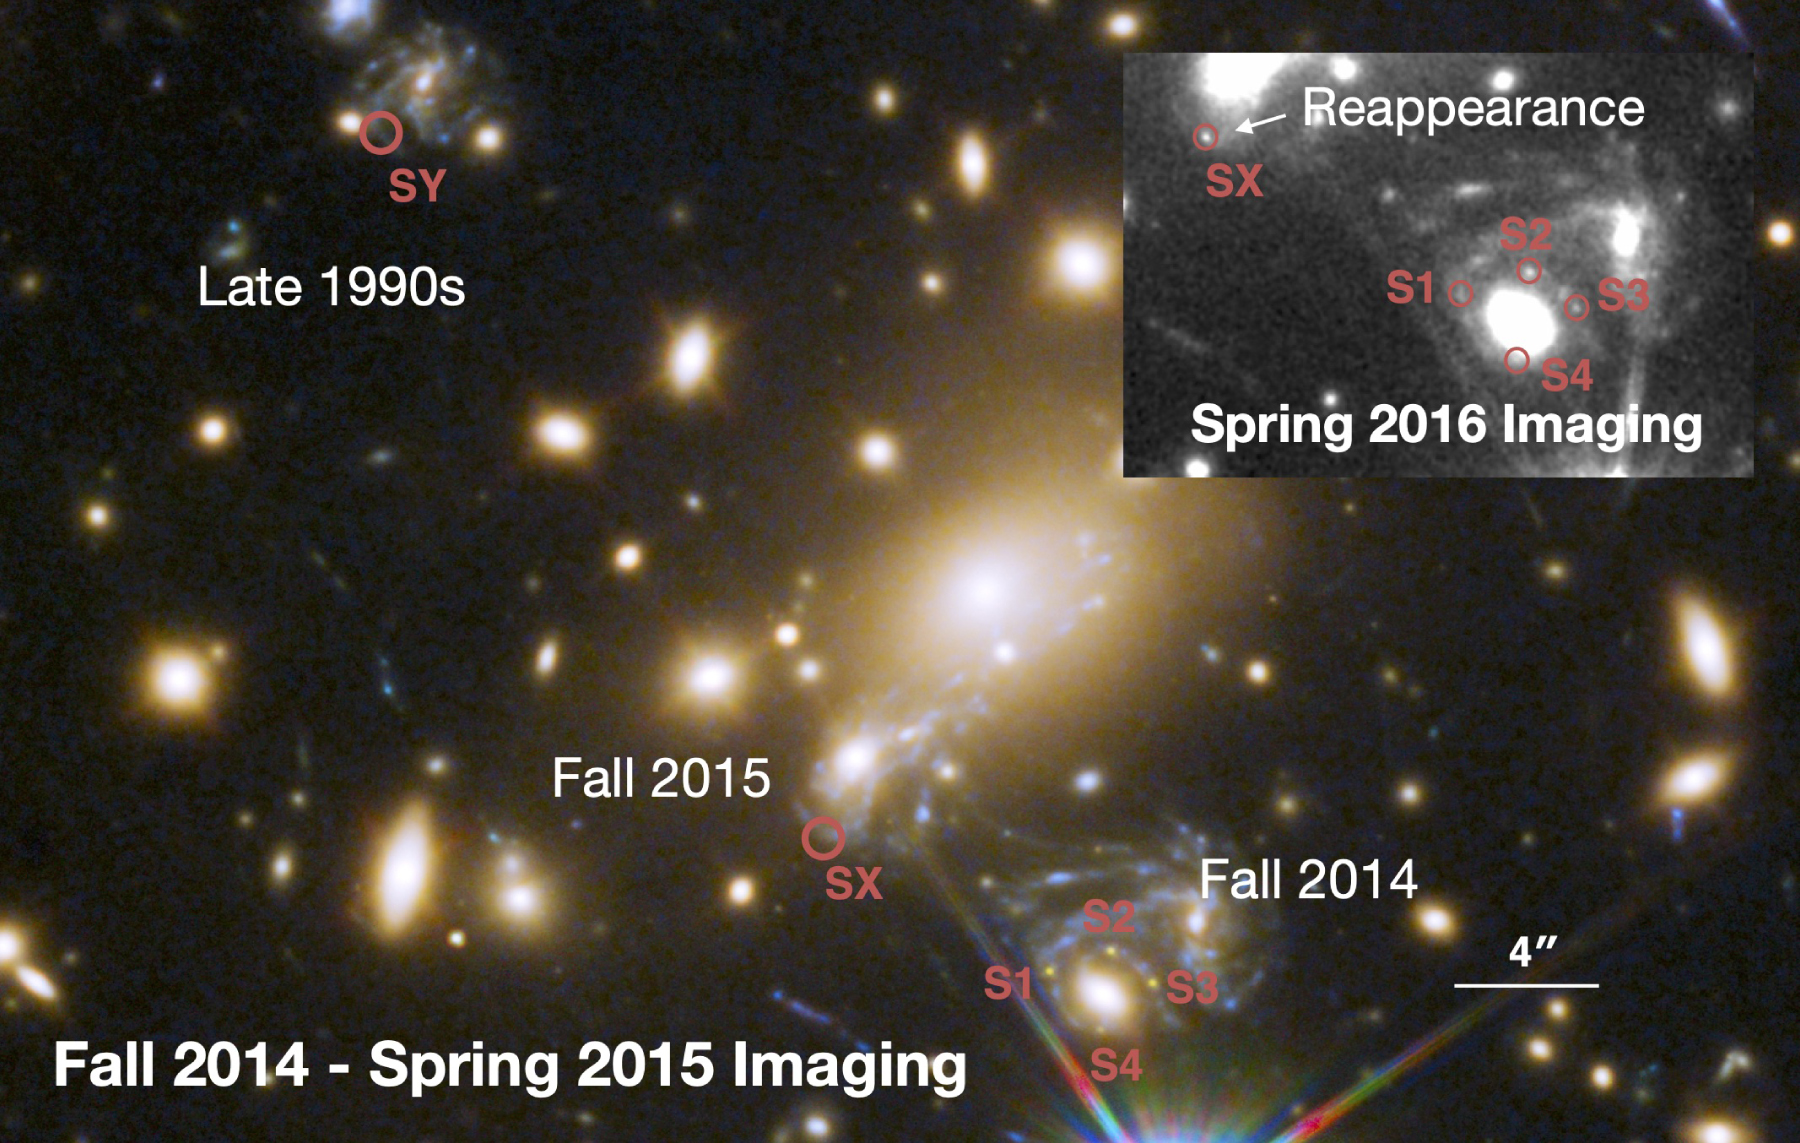 SY
Late 1990s
Reappearance
SX
S2
S1
S3
S4
Spring 2016 Imaging
Fall 2015
SX
Fall 2014
S2
S1
S3
S4
4″
Fall 2014 - Spring 2015 Imaging